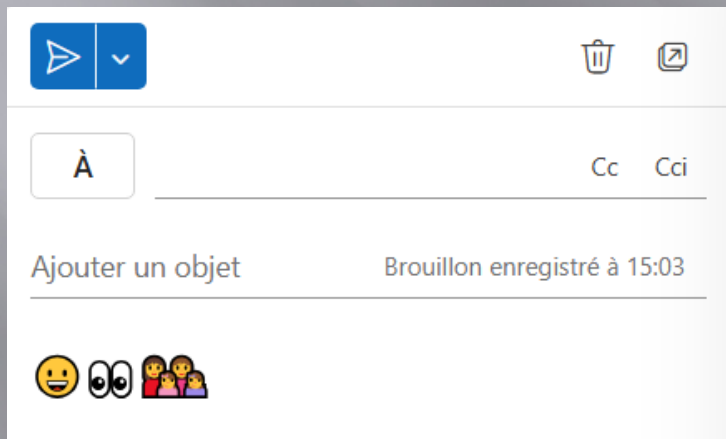 À Cc Cci
Ajouter un objet Brouillon enregistré à 15:03
😀👀👩‍👩‍👧‍👧